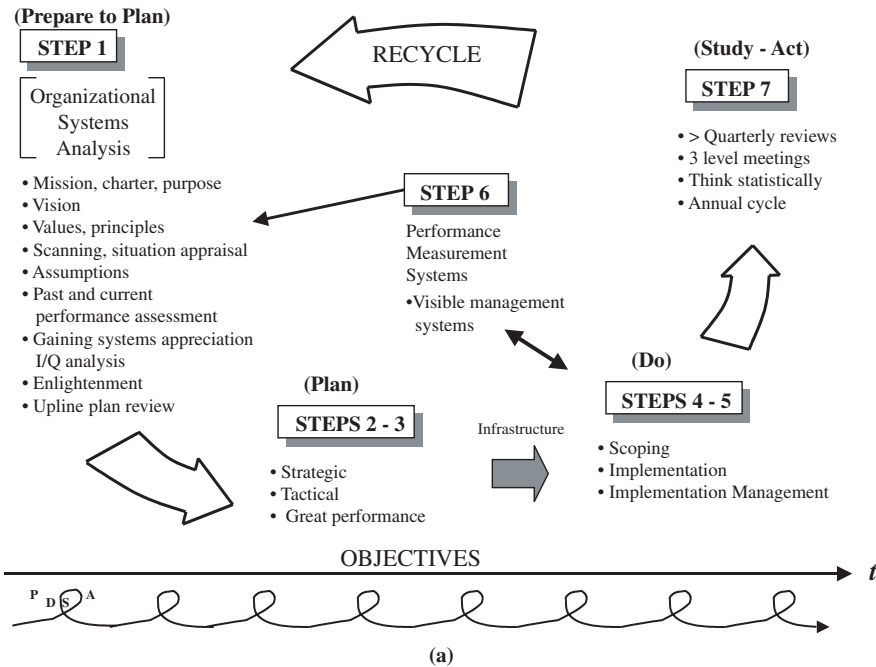 (Prepare to Plan)
STEP 1
Organizational
Systems
Analysis
• Mission, charter, purpose
• Vision
• Values, principles
• Scanning, situation appraisal
• Assumptions
• Past and current
performance assessment
• Gaining systems appreciation
I/Q analysis
• Enlightenment
• Upline plan review
RECYCLE
(Study - Act)
STEP 7
• > Quarterly reviews
• 3 level meetings
• Think statistically
• Annual cycle
STEP 6
Performance
Measurement
Systems
•Visible management
systems
(Plan)
STEPS 2 - 3
• Strategic
• Tactical
• Great performance
Infrastructure
(Do)
STEPS 4 - 5
• Scoping
• Implementation
• Implementation Management
OBJECTIVES
t
P D S A
(a)